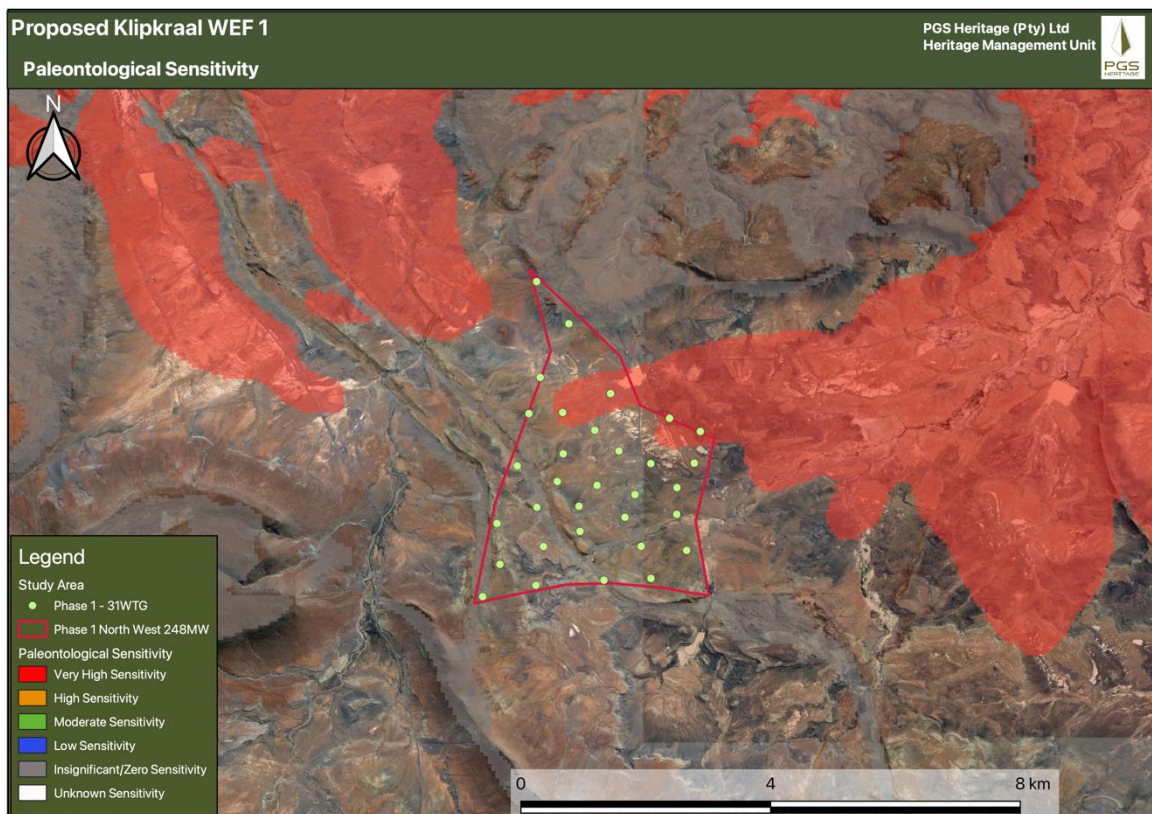 Proposed Klipkraal WEF 1
Paleontological Sensitivity
PGS Heritage (Pty) Ltd
Heritage Management Unit
PGS
HERITAGE
N
Legend
Study Area
Phase 1 - 31WTG
Phase 1 North West 248MW
Paleontological Sensitivity
Very High Sensitivity
High Sensitivity
Moderate Sensitivity
Low Sensitivity
Insignificant/Zero Sensitivity
Unknown Sensitivity
0 4 8 km